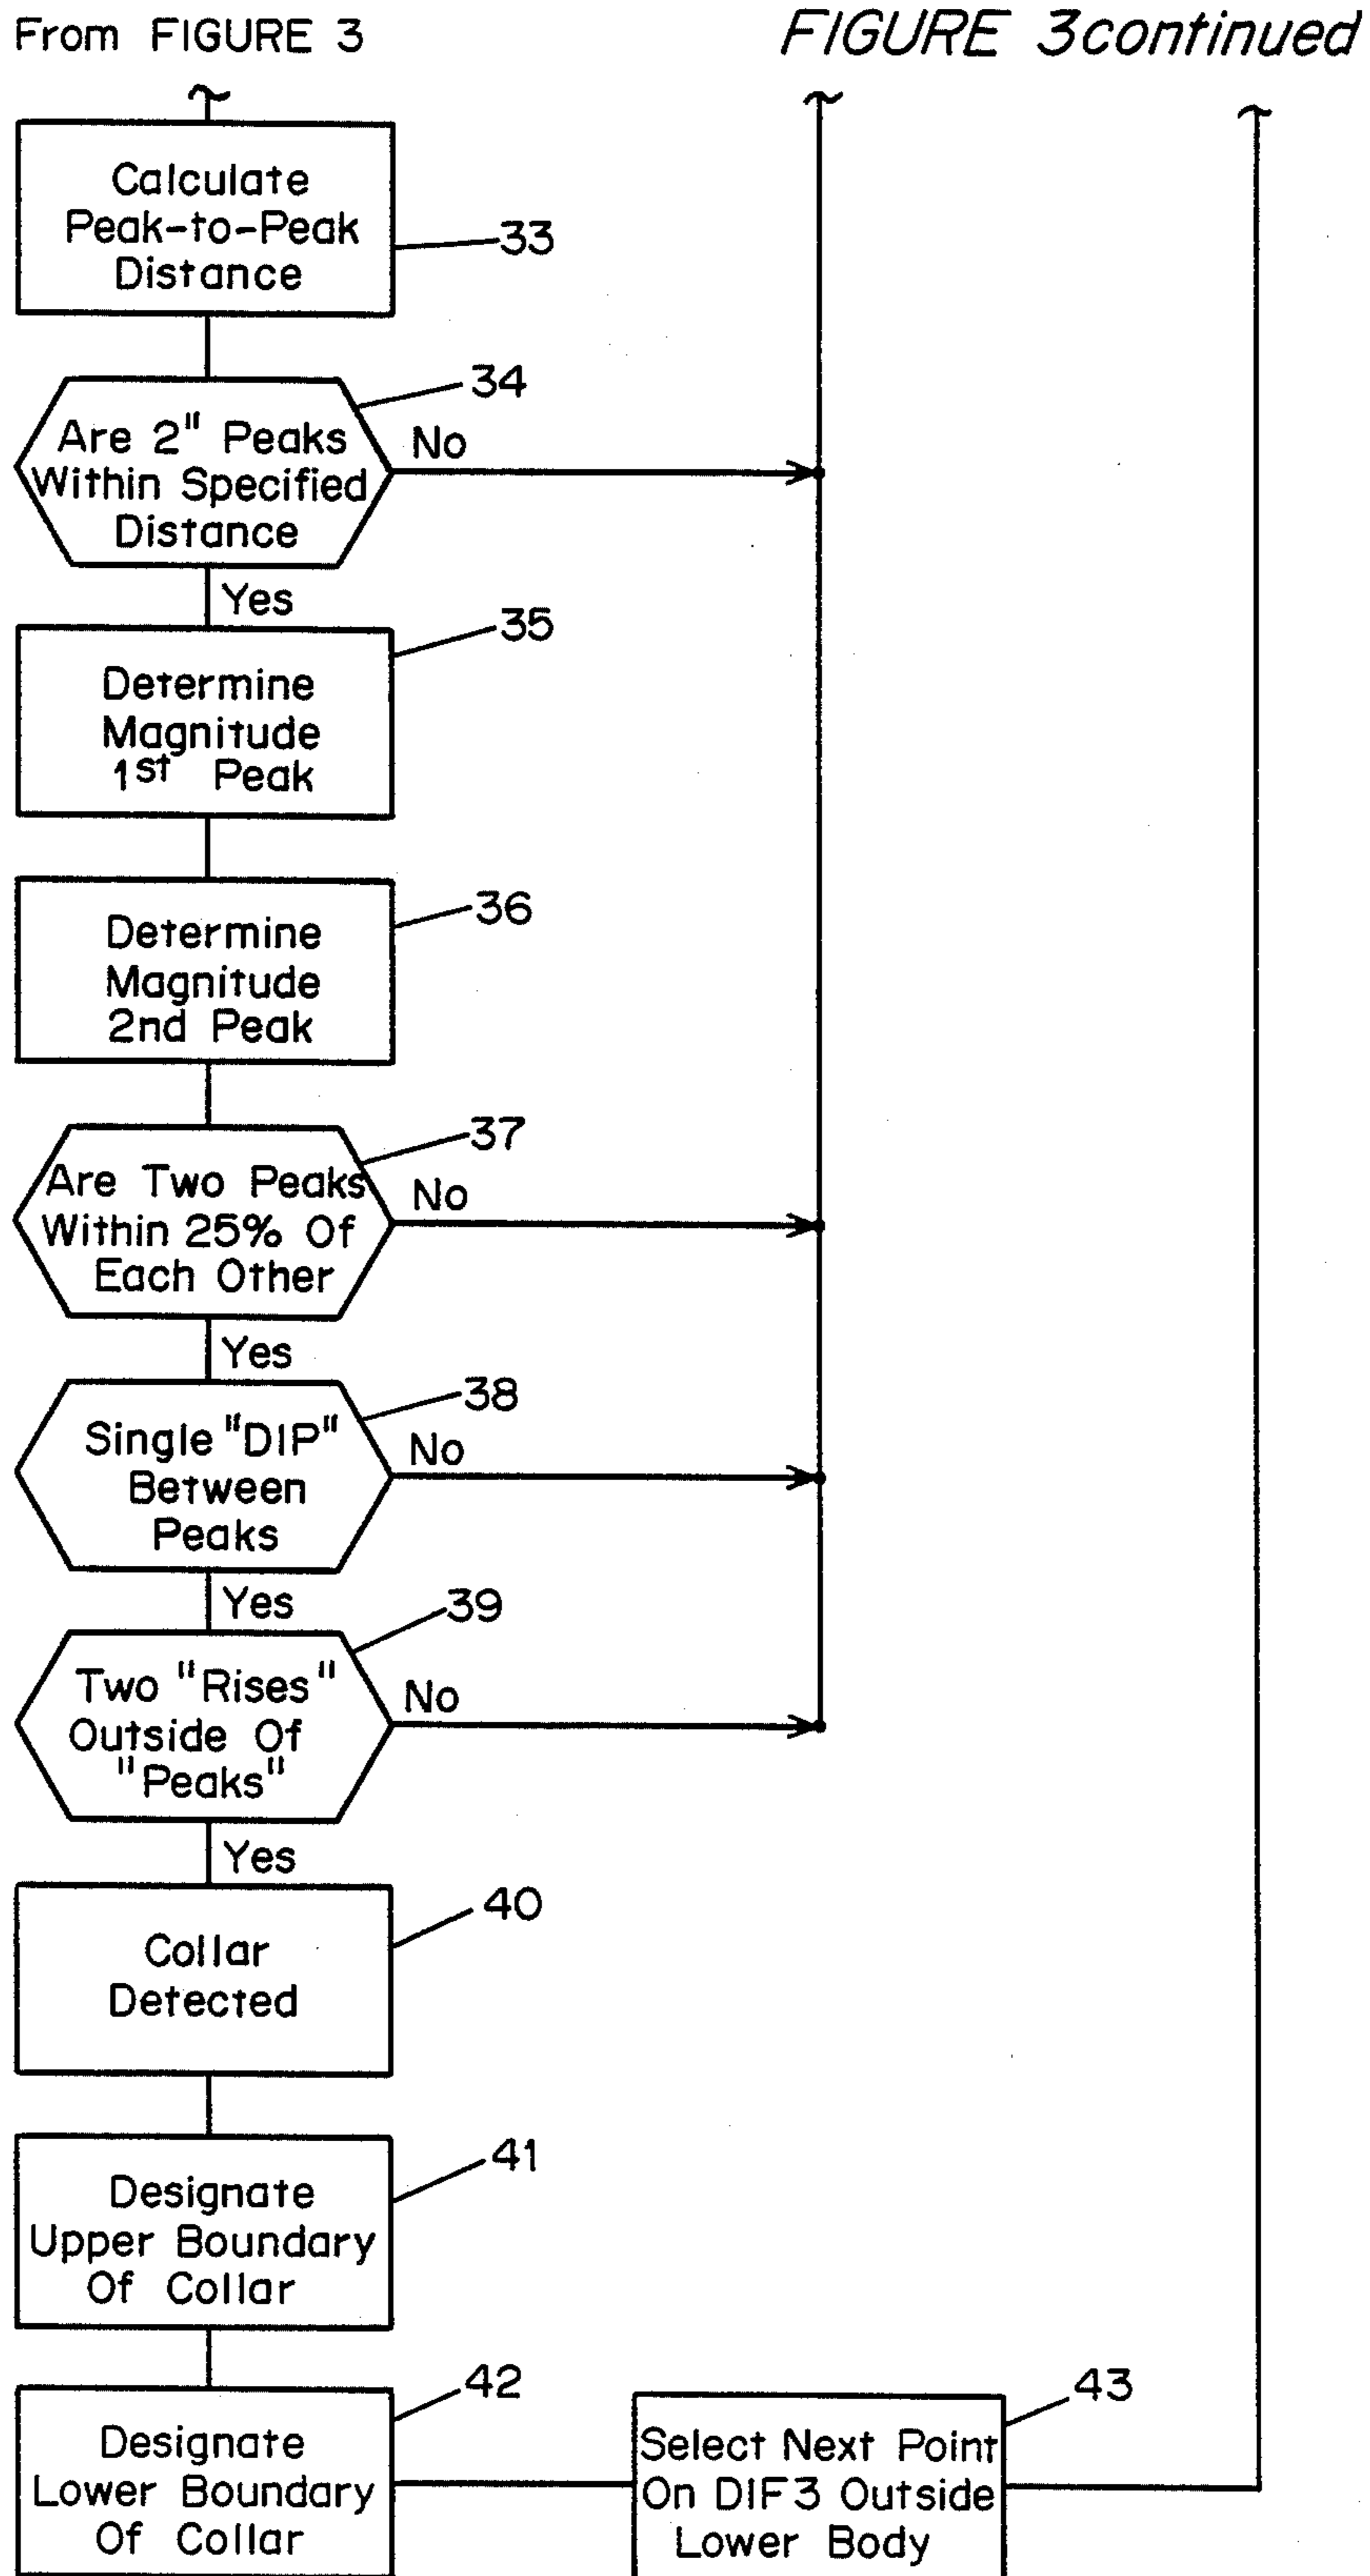 From FIGURE 3
FIGURE 3 continued
Calculate
Peak-to-Peak
Distance
33
34
Are 2" Peaks
Within Specified
Distance
No
Yes
35
Determine
Magnitude
1st Peak
36
Determine
Magnitude
2nd Peak
37
Are Two Peaks
Within 25% Of
Each Other
No
Yes
38
Single "DIP"
Between
Peaks
No
Yes
39
Two "Rises"
Outside Of
"Peaks"
No
Yes
40
Collar
Detected
41
Designate
Upper Boundary
Of Collar
42
Designate
Lower Boundary
Of Collar
43
Select Next Point
On DIF3 Outside
Lower Body